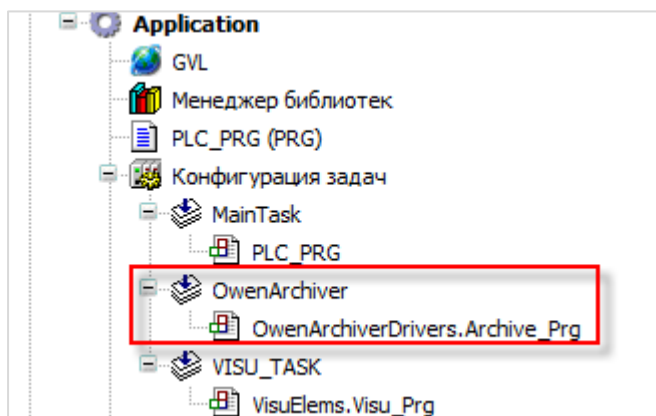 Application
GVL
Менеджер библиотек
PLC_PRG (PRG)
Конфигурация задач
MainTask
PLC_PRG
OwenArchiver
OwenArchiverDrivers.Archive_Prg
VISU_TASK
VisuElems.Visu_Prg